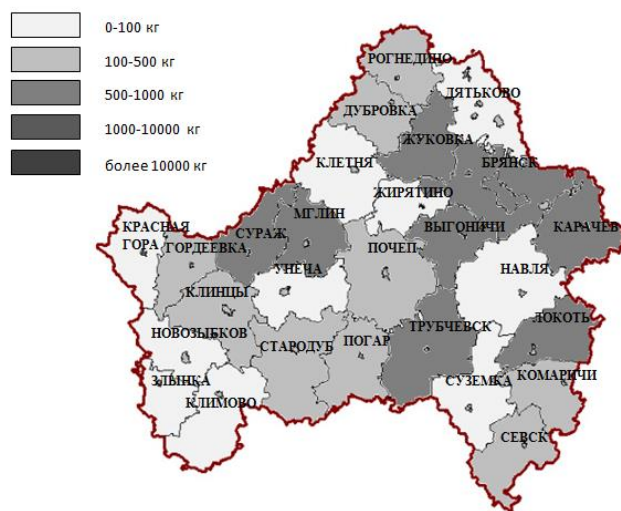 0-100 кг
100-500 кг
500-1000 кг
1000-10000 кг
более 10000 кг
РОГНЕДИНО
ДЯТЬКОВО
ДУБРОВКА
ЖУКОВКА
КЛЕТНЯ
БРЯНСК
ЖИРЯТИНО
МГЛИН
КРАСНАЯ
ГОРА
СУРАЖ
ВЫГОНИЧИ
КАРАЧЕВ
ГОРДЕЕВКА
ПОЧЕП
УНЕЧА
НАВЛЯ
КЛИНЦЫ
НОВОЗЫБКОВ
ТРУБЧЕВСК
ЛОКОТЬ
СТАРОДУБ
ПОГАР
ЗЛЫНКА
СУЗЕМКА
КОМАРИЧИ
КЛИМОВО
СЕВСК